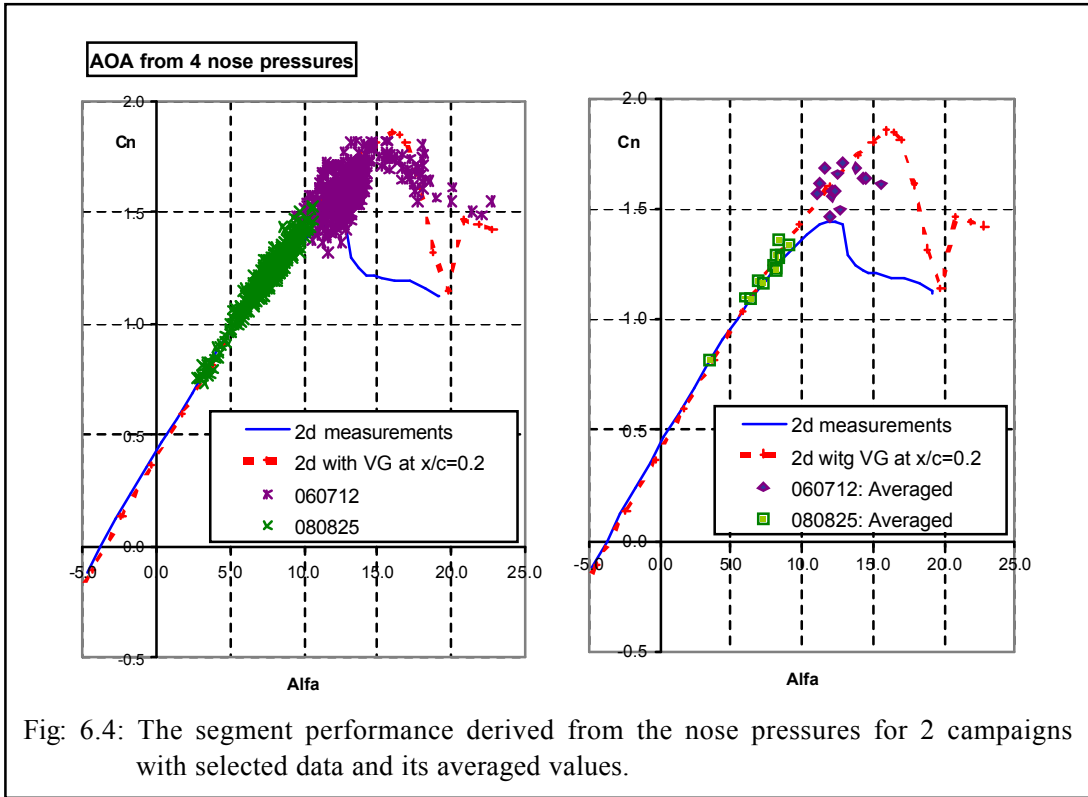 AOA from 4 nose pressures
2.0
Cn
1.5
1.0
0.5
0.0
-5.0 0.0 5.0 10.0 15.0 20.0 25.0
-0.5
Alfa
2d measurements
2d with VG at x/c=0.2
060712
080825
2.0
Cn
1.5
1.0
0.5
0.0
-5.0 0.0 5.0 10.0 15.0 20.0 25.0
-0.5
Alfa
2d measurements
2d witg VG at x/c=0.2
060712: Averaged
080825: Averaged
Fig: 6.4: The segment performance derived from the nose pressures for 2 campaigns
with selected data and its averaged values.